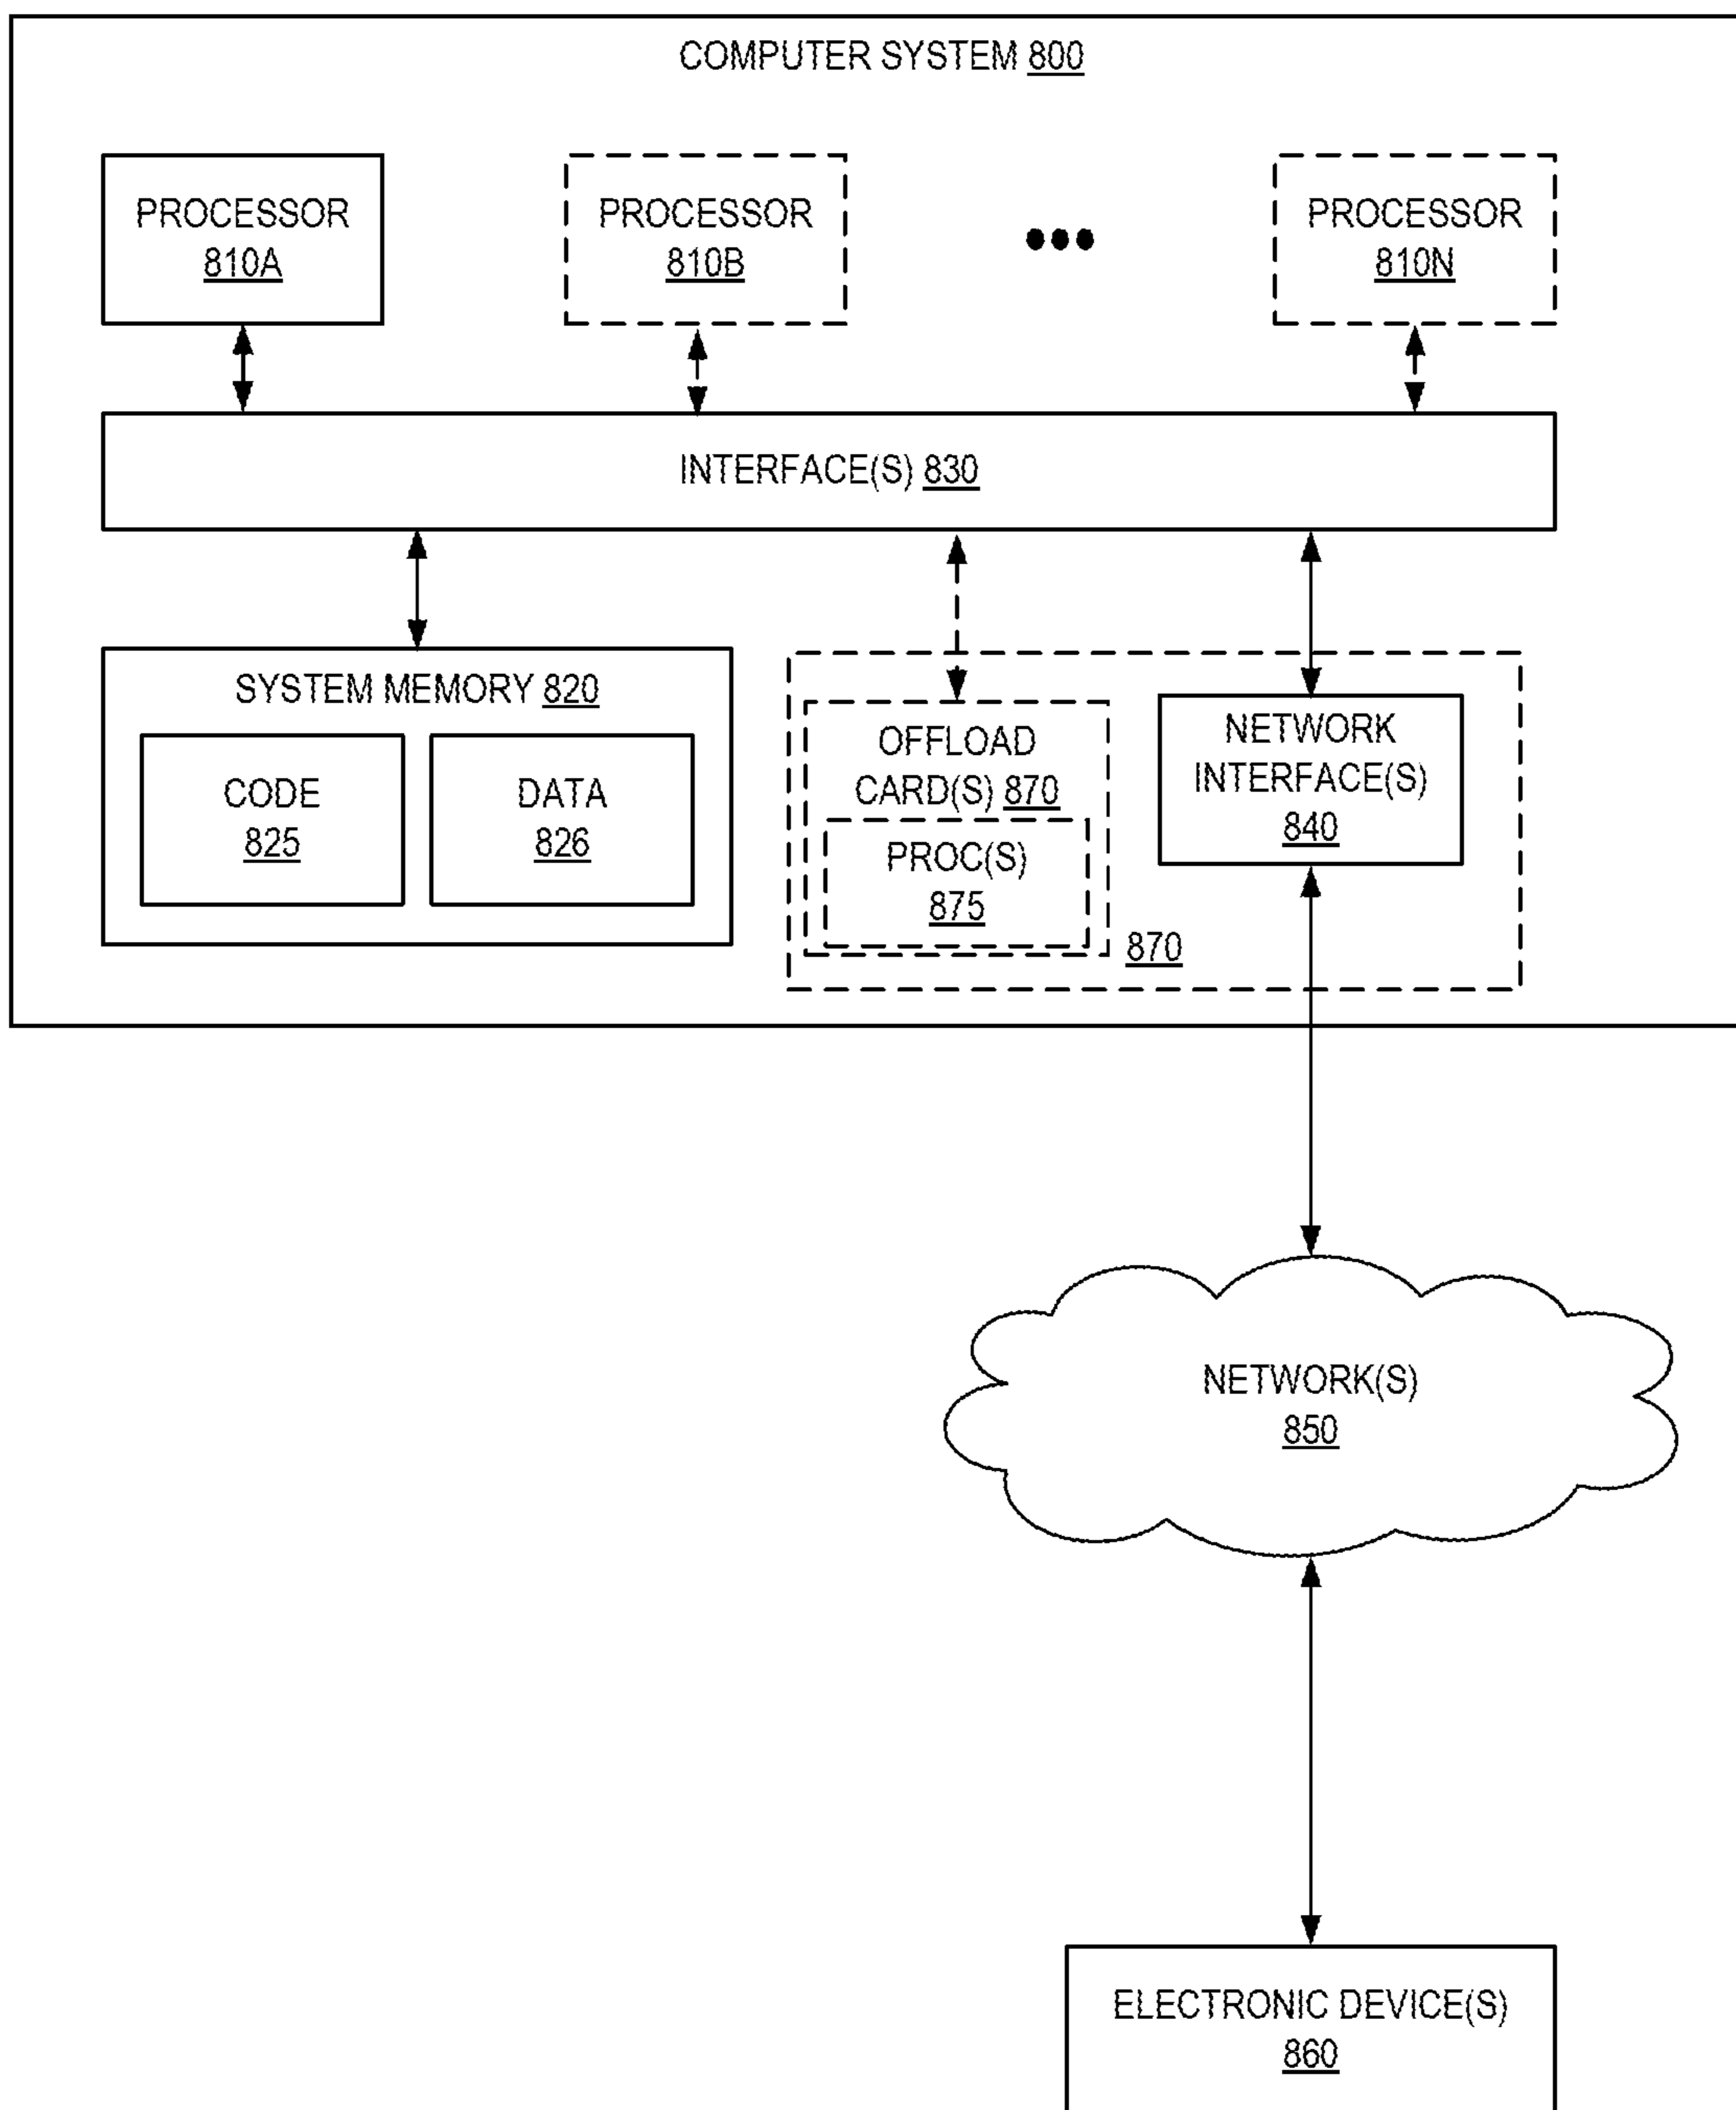 COMPUTER SYSTEM 800
PROCESSOR
810A
PROCESSOR
810B
PROCESSOR
810N
INTERFACE(S) 830
SYSTEM MEMORY 820
CODE
825
DATA
826
OFFLOAD
CARD(S) 870
PROC(S)
875
870
NETWORK
INTERFACE(S)
840
NETWORK(S)
850
ELECTRONIC DEVICE(S)
860